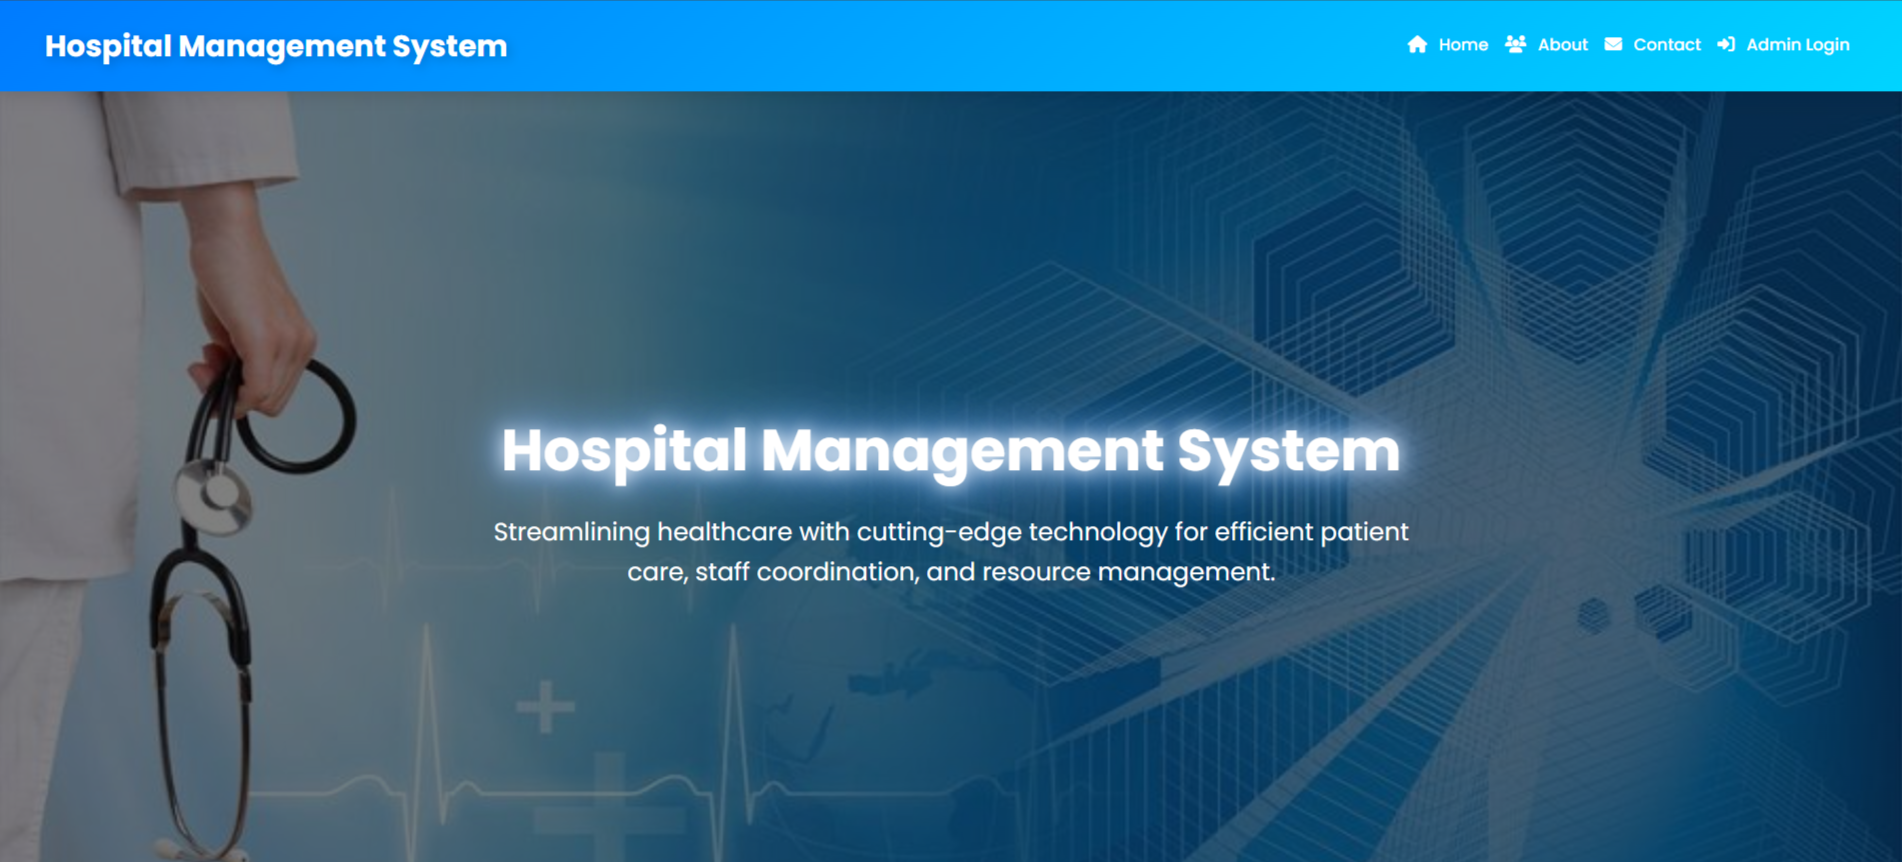 Hospital Management System
Home About Contact Admin Login
Hospital Management System
Streamlining healthcare with cutting-edge technology for efficient patient
care, staff coordination, and resource management.